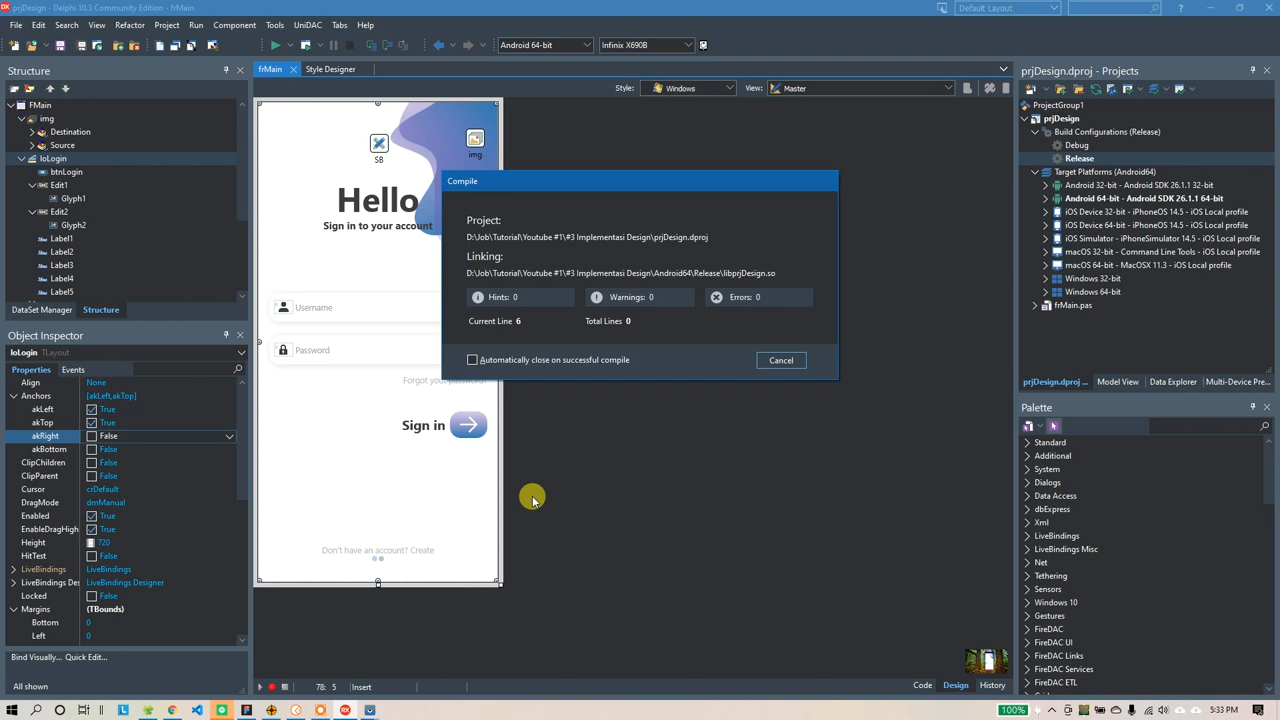 prjDesign - Delphi 10.3 Community Edition - frMain
Default Layout
File Edit Search View Refactor Project Run Component Tools UniDAC Tabs Help
Android 64-bit
Infinix X690B
Structure
FMain
img
Destination
Source
loLogin
btnLogin
Edit1
Glyph1
Edit2
Glyph2
Label1
Label2
Label3
Label4
Label5
DataSet Manager Structure
Object Inspector
loLogin TLayout
Properties Events
Align None
Anchors [akLeft,akTop]
akLeft True
akTop True
akRight False
akBottom False
ClipChildren False
ClipParent False
Cursor crDefault
DragMode dmManual
Enabled True
EnableDragHigh True
Height 720
HitTest False
LiveBindings LiveBindings
LiveBindings Des LiveBindings Designer
Locked False
Margins (TBounds)
Bottom 0
Left 0
Bind Visually... Quick Edit...
All shown
frMain Style Designer
Style: Windows View: Master
SB
img
Hello
Sign in to your account
Username
Password
Forgot your password?
Sign in
Don't have an account? Create
Compile
Project:
D:\Job\Tutorial\Youtube #1\#3 Implementasi Design\prjDesign.dproj
Linking:
D:\Job\Tutorial\Youtube #1\#3 Implementasi Design\Android64\Release\libprjDesign.so
Hints: 0 Warnings: 0 Errors: 0
Current Line 6 Total Lines 0
Automatically close on successful compile
Cancel
78: 5 Insert
Code Design History
prjDesign.dproj - Projects
ProjectGroup1
prjDesign
Build Configurations (Release)
Debug
Release
Target Platforms (Android64)
Android 32-bit - Android SDK 26.1.1 32-bit
Android 64-bit - Android SDK 26.1.1 64-bit
iOS Device 32-bit - iPhoneOS 14.5 - iOS Local profile
iOS Device 64-bit - iPhoneOS 14.5 - iOS Local profile
iOS Simulator - iPhoneSimulator 14.5 - iOS Local profile
macOS 32-bit - Command Line Tools - iOS Local profile
macOS 64-bit - MacOSX 11.3 - iOS Local profile
Windows 32-bit
Windows 64-bit
frMain.pas
prjDesign.dproj ... Model View Data Explorer Multi-Device Pre...
Palette
Standard
Additional
System
Dialogs
Data Access
dbExpress
Xml
LiveBindings
LiveBindings Misc
Net
Tethering
Sensors
Windows 10
Gestures
FireDAC
FireDAC UI
FireDAC Links
FireDAC Services
FireDAC ETL
100%
5:33 PM